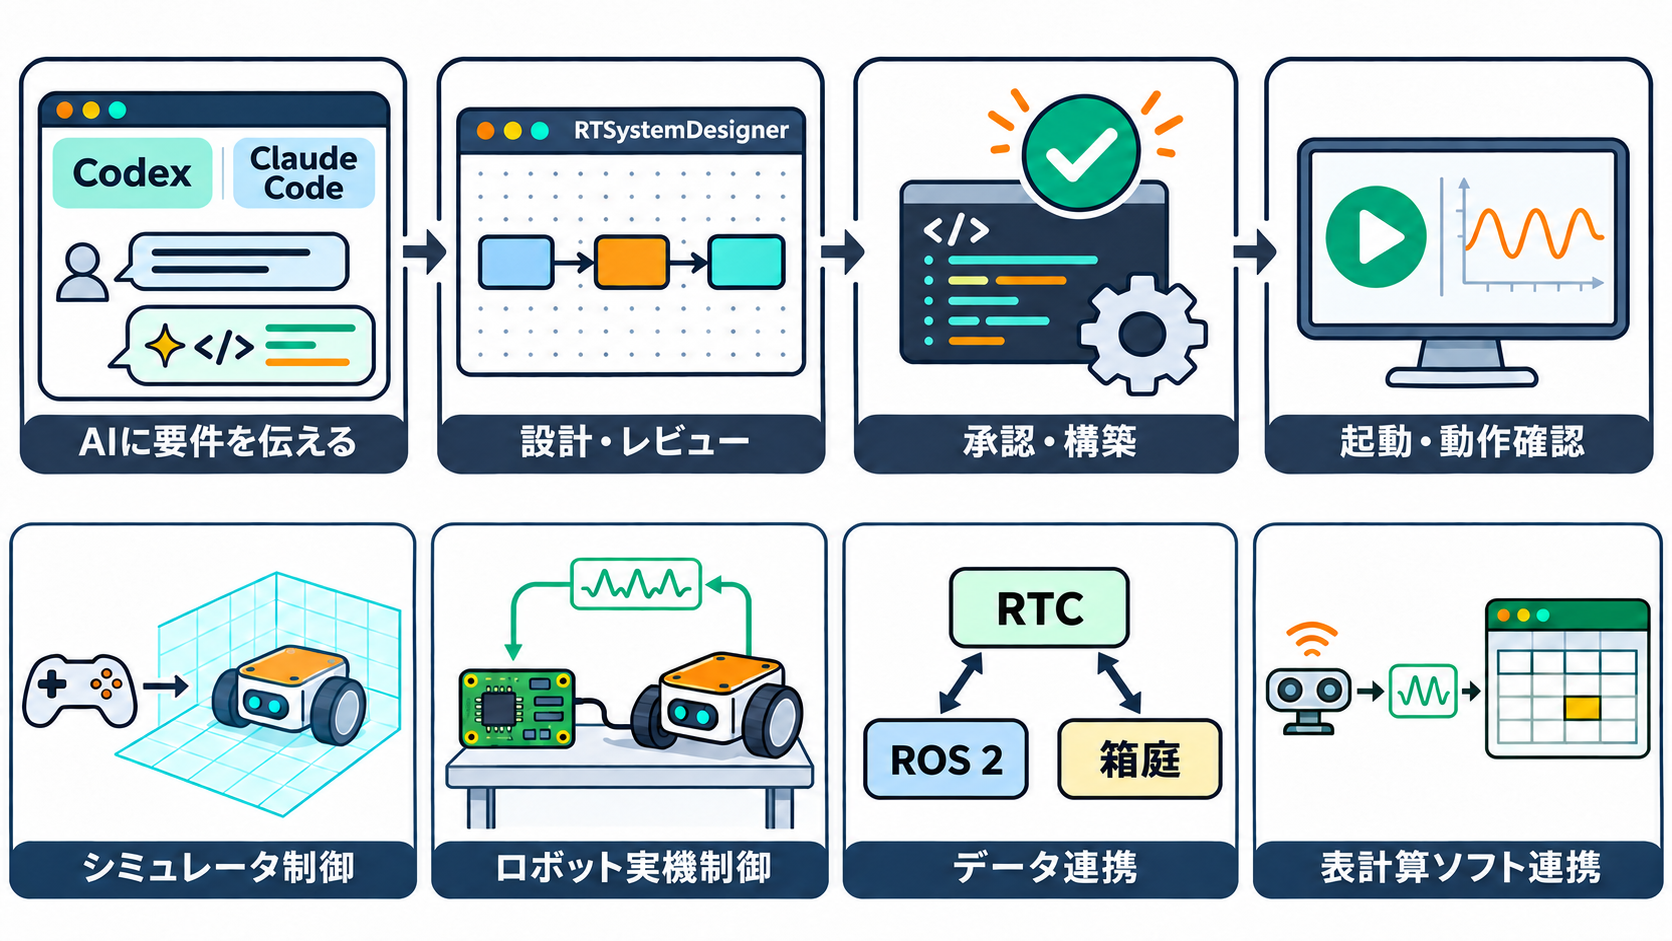 Codex
Claude
Code
</>
AIに要件を伝える
RTSystemDesigner
設計・レビュー
</>
承認・構築
起動・動作確認
シミュレータ制御
ロボット実機制御
RTC
ROS 2
箱庭
データ連携
表計算ソフト連携